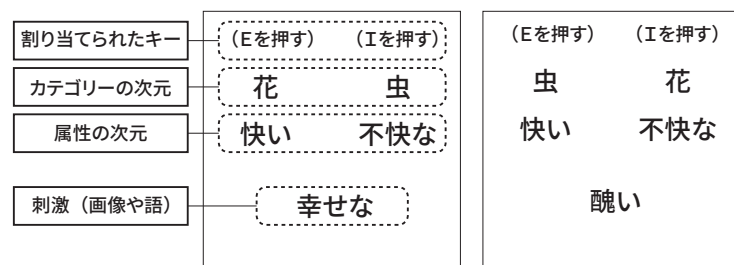 割り当てられたキー
(Eを押す) (Iを押す)
カテゴリーの次元
花 虫
属性の次元
快い 不快な
刺激（画像や語）
幸せな
(Eを押す) (Iを押す)
虫 花
快い 不快な
醜い